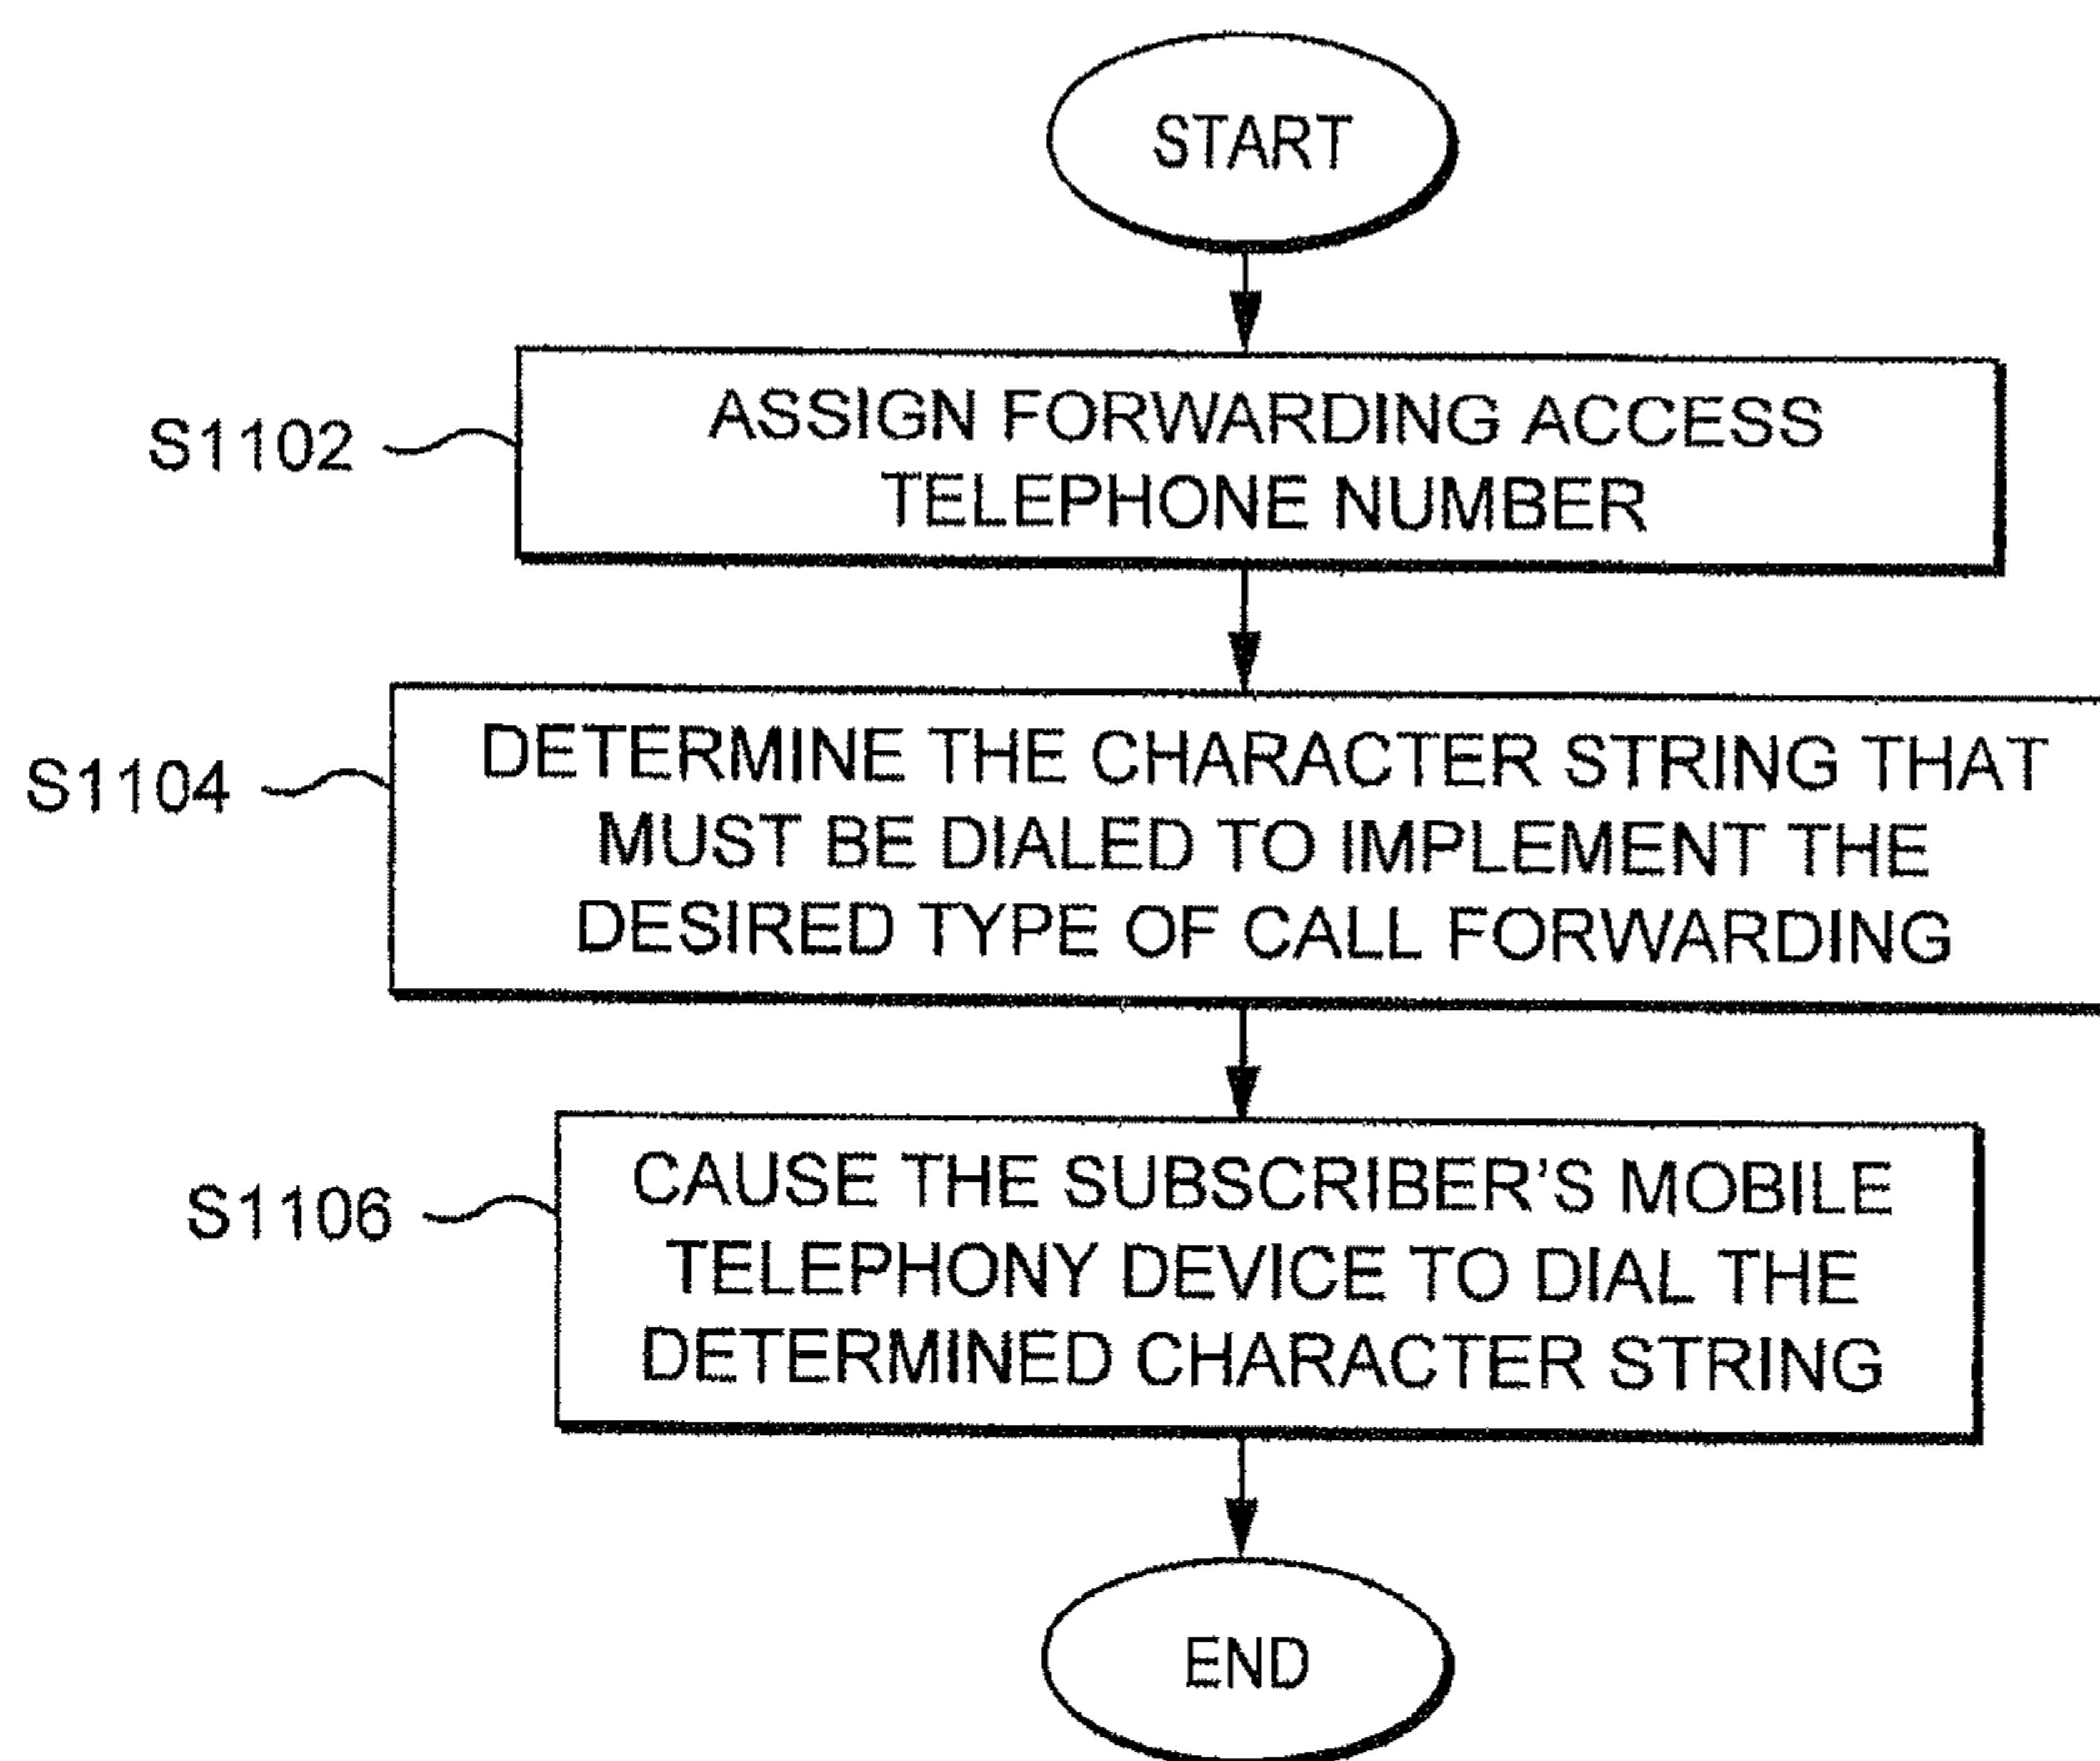 START
S1102
ASSIGN FORWARDING ACCESS
TELEPHONE NUMBER
S1104
DETERMINE THE CHARACTER STRING THAT
MUST BE DIALED TO IMPLEMENT THE
DESIRED TYPE OF CALL FORWARDING
S1106
CAUSE THE SUBSCRIBER'S MOBILE
TELEPHONY DEVICE TO DIAL THE
DETERMINED CHARACTER STRING
END